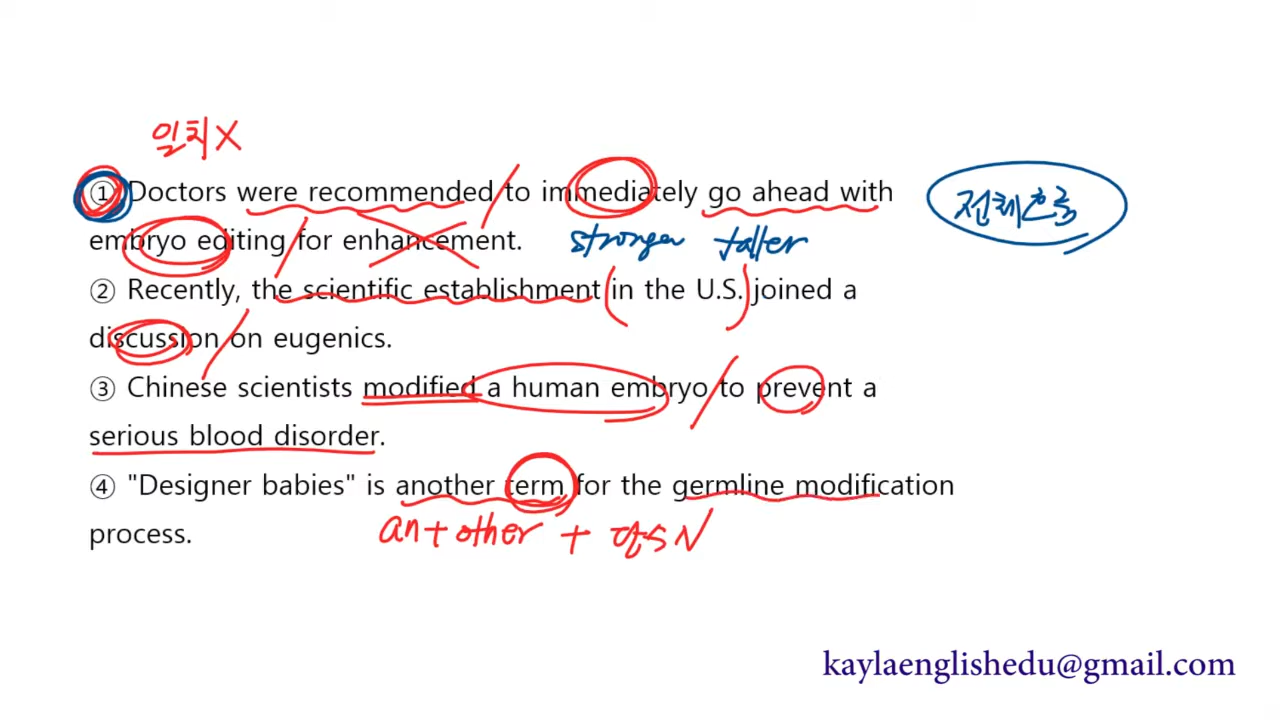 일치X
① Doctors were recommended to immediately go ahead with
전체흐름
embryo editing for enhancement.
stronger taller
② Recently, the scientific establishment in the U.S. joined a
discussion on eugenics.
③ Chinese scientists modified a human embryo to prevent a
serious blood disorder.
④ "Designer babies" is another term for the germline modification
process.
an + other + 단수N
kaylaenglishedu@gmail.com